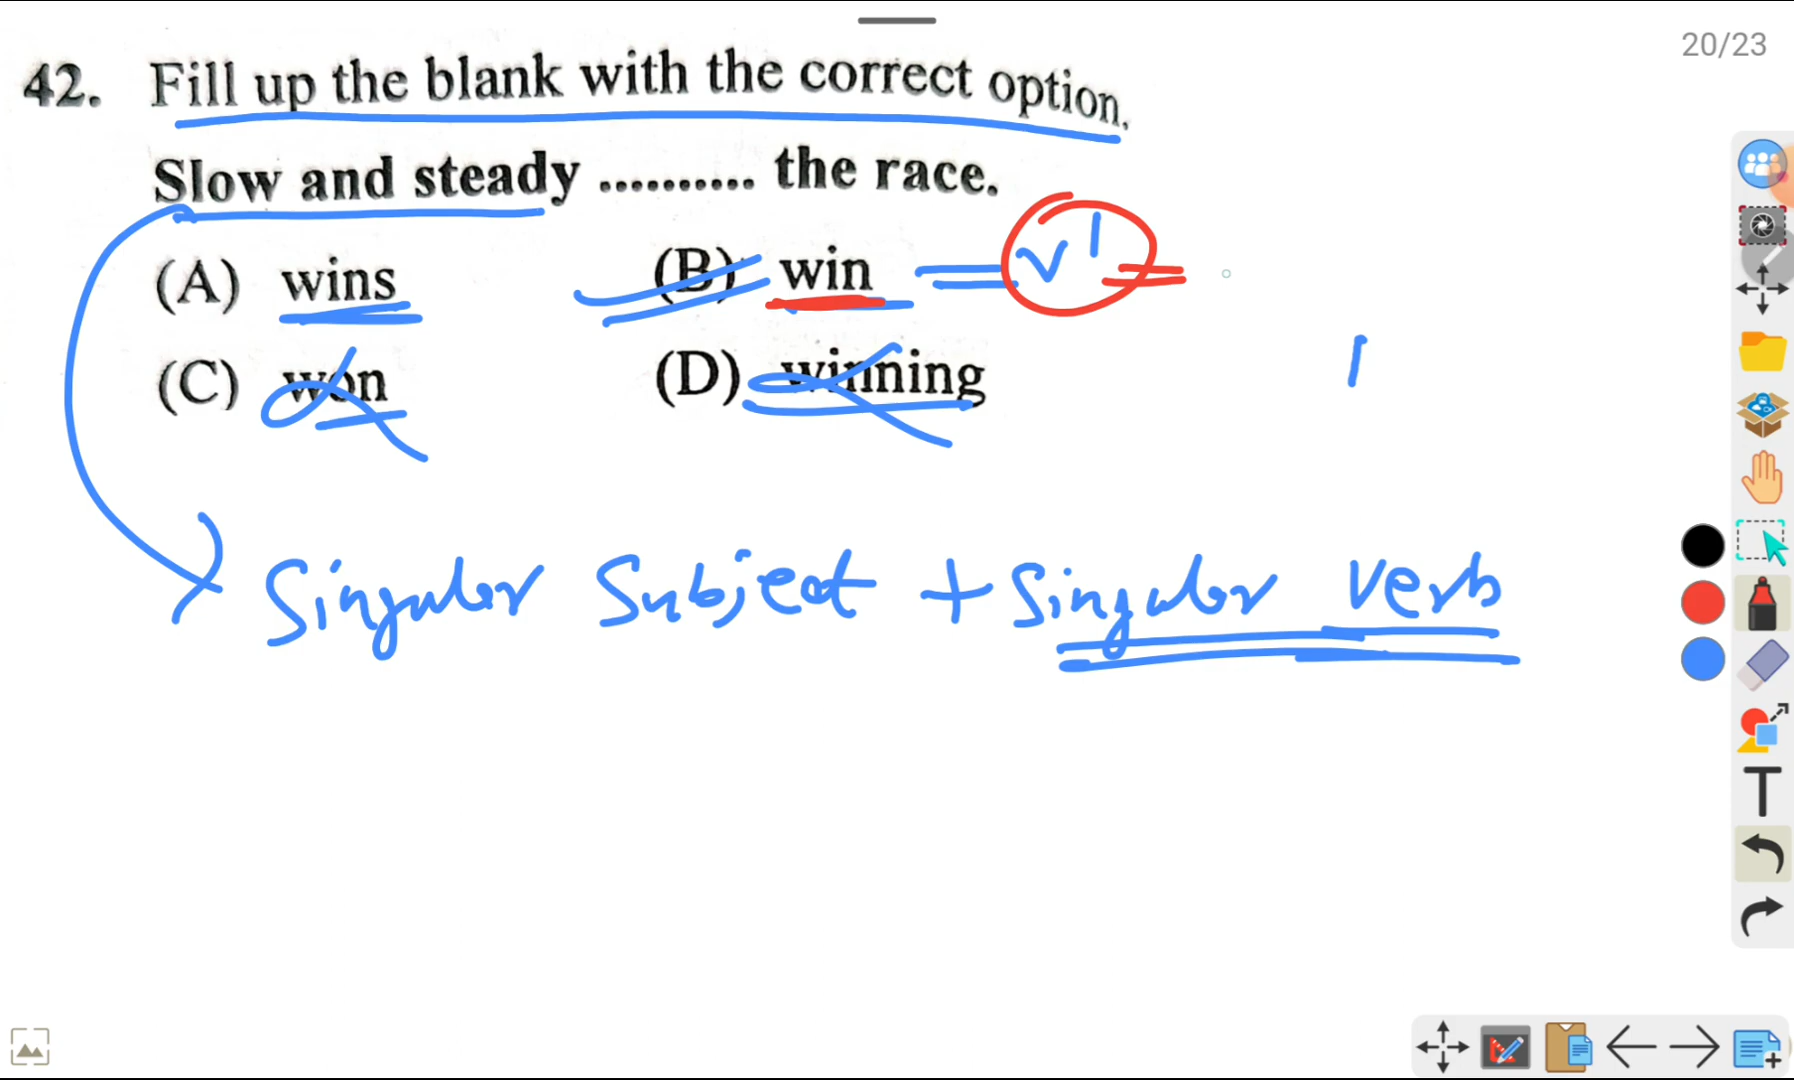 20/23
42. Fill up the blank with the correct option.
Slow and steady .......... the race.
(A) wins (B) win V1
(C) won (D) winning
Singular Subject + Singular Verb